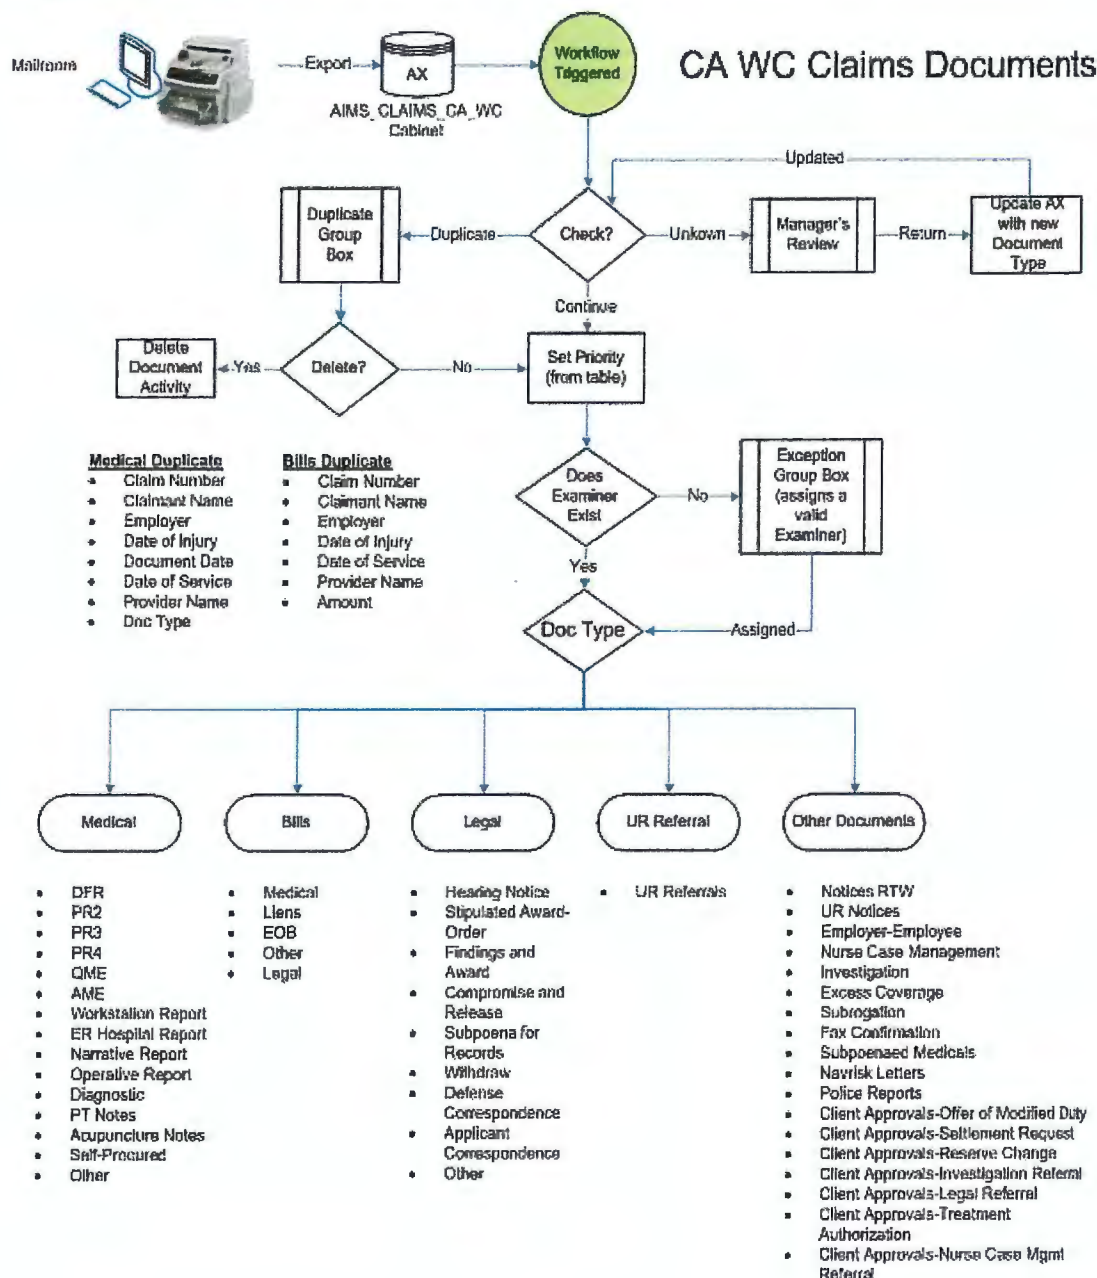 CA WC Claims Documents
Mailroom
Export
AX
AIMS_CLAIMS_CA_WC
Cabinet
Workflow
Triggered
Updated
Duplicate
Group
Box
Duplicate
Check?
Unkown
Manager's
Review
Return
Update AX
with new
Document
Type
Continue
Delete
Document
Activity
Yes
Delete?
No
Set Priority
(from table)
Medical Duplicate
• Claim Number
• Claimant Name
• Employer
• Date of Injury
• Document Date
• Date of Service
• Provider Name
• Doc Type
Bills Duplicate
• Claim Number
• Claimant Name
• Employer
• Date of Injury
• Date of Service
• Provider Name
• Amount
Does
Examiner
Exist
No
Exception
Group Box
(assigns a
valid
Examiner)
Yes
Doc Type
Assigned
Medical
Bills
Legal
UR Referral
Other Documents
• DFR
• PR2
• PR3
• PR4
• QME
• AME
• Workstation Report
• ER Hospital Report
• Narrative Report
• Operative Report
• Diagnostic
• PT Notes
• Acupuncture Notes
• Self-Procured
• Other
• Medical
• Liens
• EOB
• Other
• Legal
• Hearing Notice
• Stipulated Award-
Order
• Findings and
Award
• Compromise and
Release
• Subpoena for
Records
• Withdraw
• Defense
Correspondence
• Applicant
Correspondence
• Other
• UR Referrals
• Notices RTW
• UR Notices
• Employer-Employee
• Nurse Case Management
• Investigation
• Excess Coverage
• Subrogation
• Fax Confirmation
• Subpoenaed Medicals
• Navrisk Letters
• Police Reports
• Client Approvals-Offer of Modified Duty
• Client Approvals-Settlement Request
• Client Approvals-Reserve Change
• Client Approvals-Investigation Referral
• Client Approvals-Legal Referral
• Client Approvals-Treatment
Authorization
• Client Approvals-Nurse Case Mgmt
Referral